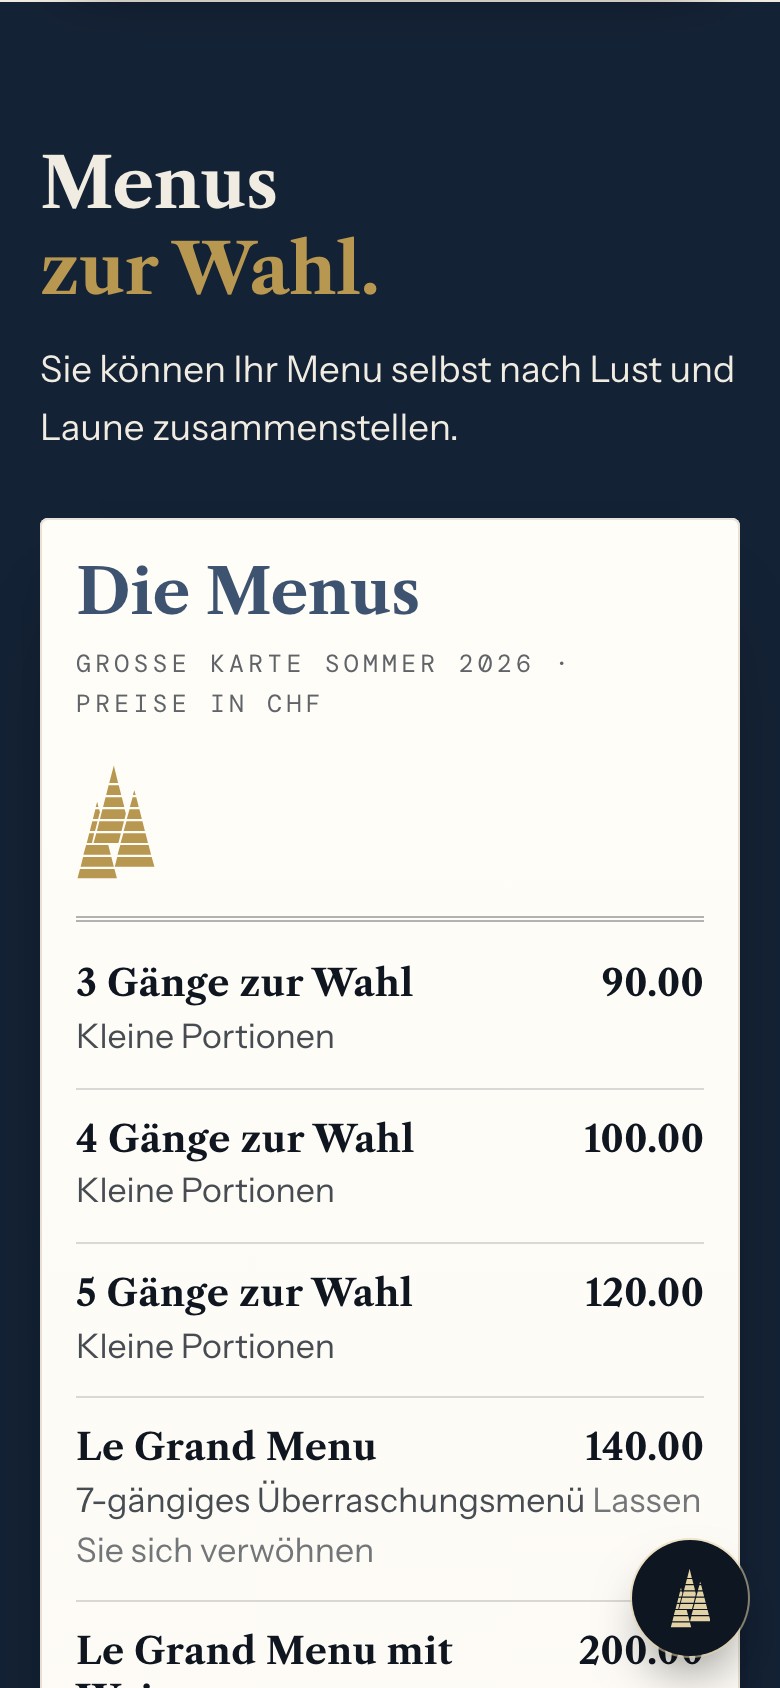 Menus
zur Wahl.
Sie können Ihr Menu selbst nach Lust und
Laune zusammenstellen.
Die Menus
GROSSE KARTE SOMMER 2026 ·
PREISE IN CHF
3 Gänge zur Wahl 90.00
Kleine Portionen
4 Gänge zur Wahl 100.00
Kleine Portionen
5 Gänge zur Wahl 120.00
Kleine Portionen
Le Grand Menu 140.00
7-gängiges Überraschungsmenü Lassen
Sie sich verwöhnen
Le Grand Menu mit 200.00